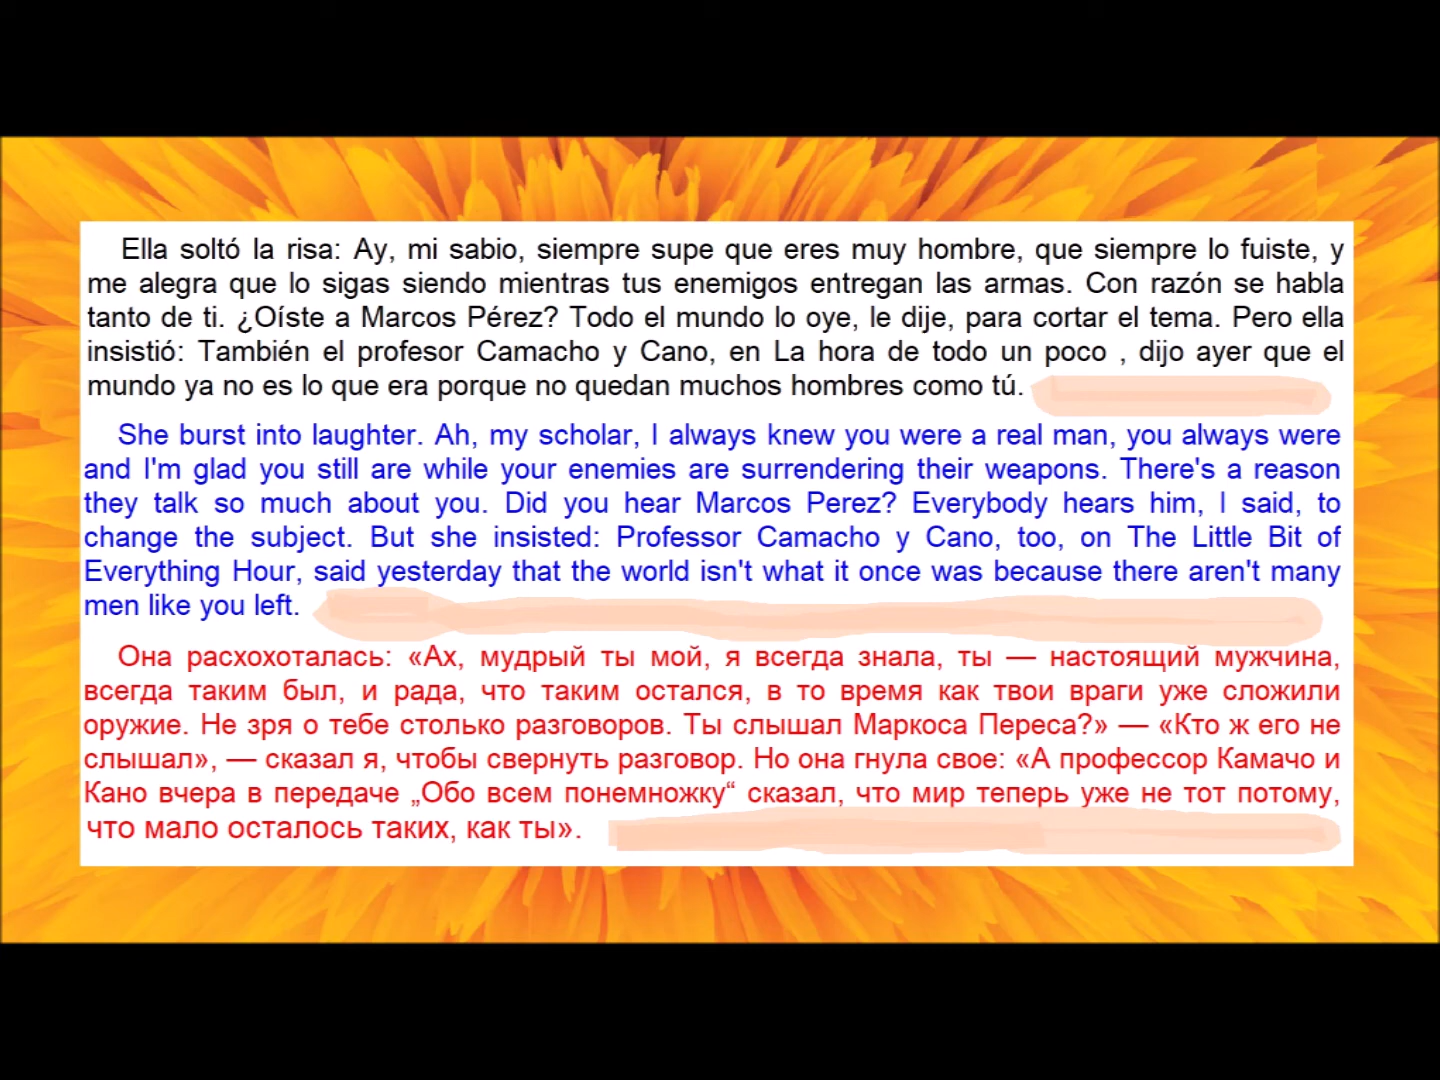 Ella soltó la risa: Ay, mi sabio, siempre supe que eres muy hombre, que siempre lo fuiste, y
me alegra que lo sigas siendo mientras tus enemigos entregan las armas. Con razón se habla
tanto de ti. ¿Oíste a Marcos Pérez? Todo el mundo lo oye, le dije, para cortar el tema. Pero ella
insistió: También el profesor Camacho y Cano, en La hora de todo un poco , dijo ayer que el
mundo ya no es lo que era porque no quedan muchos hombres como tú.
She burst into laughter. Ah, my scholar, I always knew you were a real man, you always were
and I'm glad you still are while your enemies are surrendering their weapons. There's a reason
they talk so much about you. Did you hear Marcos Perez? Everybody hears him, I said, to
change the subject. But she insisted: Professor Camacho y Cano, too, on The Little Bit of
Everything Hour, said yesterday that the world isn't what it once was because there aren't many
men like you left.
Она расхохоталась: «Ах, мудрый ты мой, я всегда знала, ты — настоящий мужчина,
всегда таким был, и рада, что таким остался, в то время как твои враги уже сложили
оружие. Не зря о тебе столько разговоров. Ты слышал Маркоса Переса?» — «Кто ж его не
слышал», — сказал я, чтобы свернуть разговор. Но она гнула свое: «А профессор Камачо и
Кано вчера в передаче „Обо всем понемножку“ сказал, что мир теперь уже не тот потому,
что мало осталось таких, как ты».